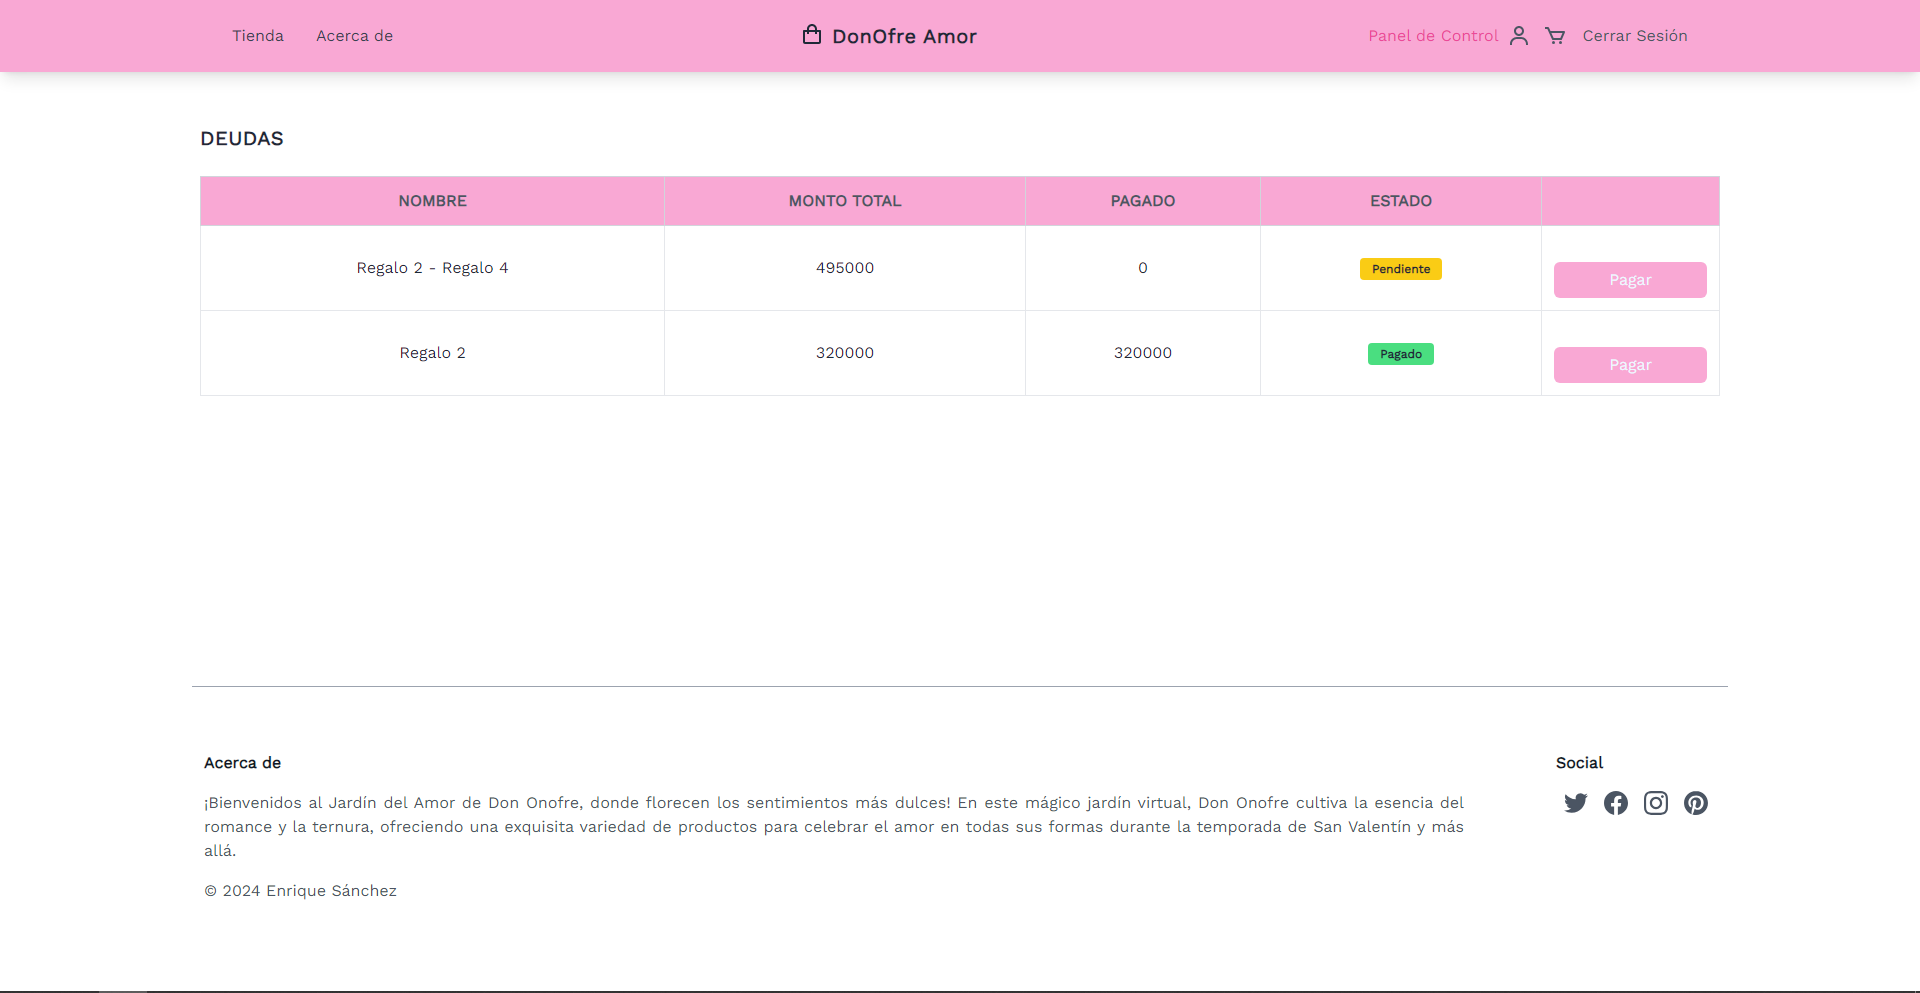 Tienda Acerca de DonOfre Amor Panel de Control Cerrar Sesión
DEUDAS
NOMBRE MONTO TOTAL PAGADO ESTADO
Regalo 2 - Regalo 4 495000 0 Pendiente Pagar
Regalo 2 320000 320000 Pagado Pagar
Acerca de
¡Bienvenidos al Jardín del Amor de Don Onofre, donde florecen los sentimientos más dulces! En este mágico jardín virtual, Don Onofre cultiva la esencia del
romance y la ternura, ofreciendo una exquisita variedad de productos para celebrar el amor en todas sus formas durante la temporada de San Valentín y más
allá.
© 2024 Enrique Sánchez
Social